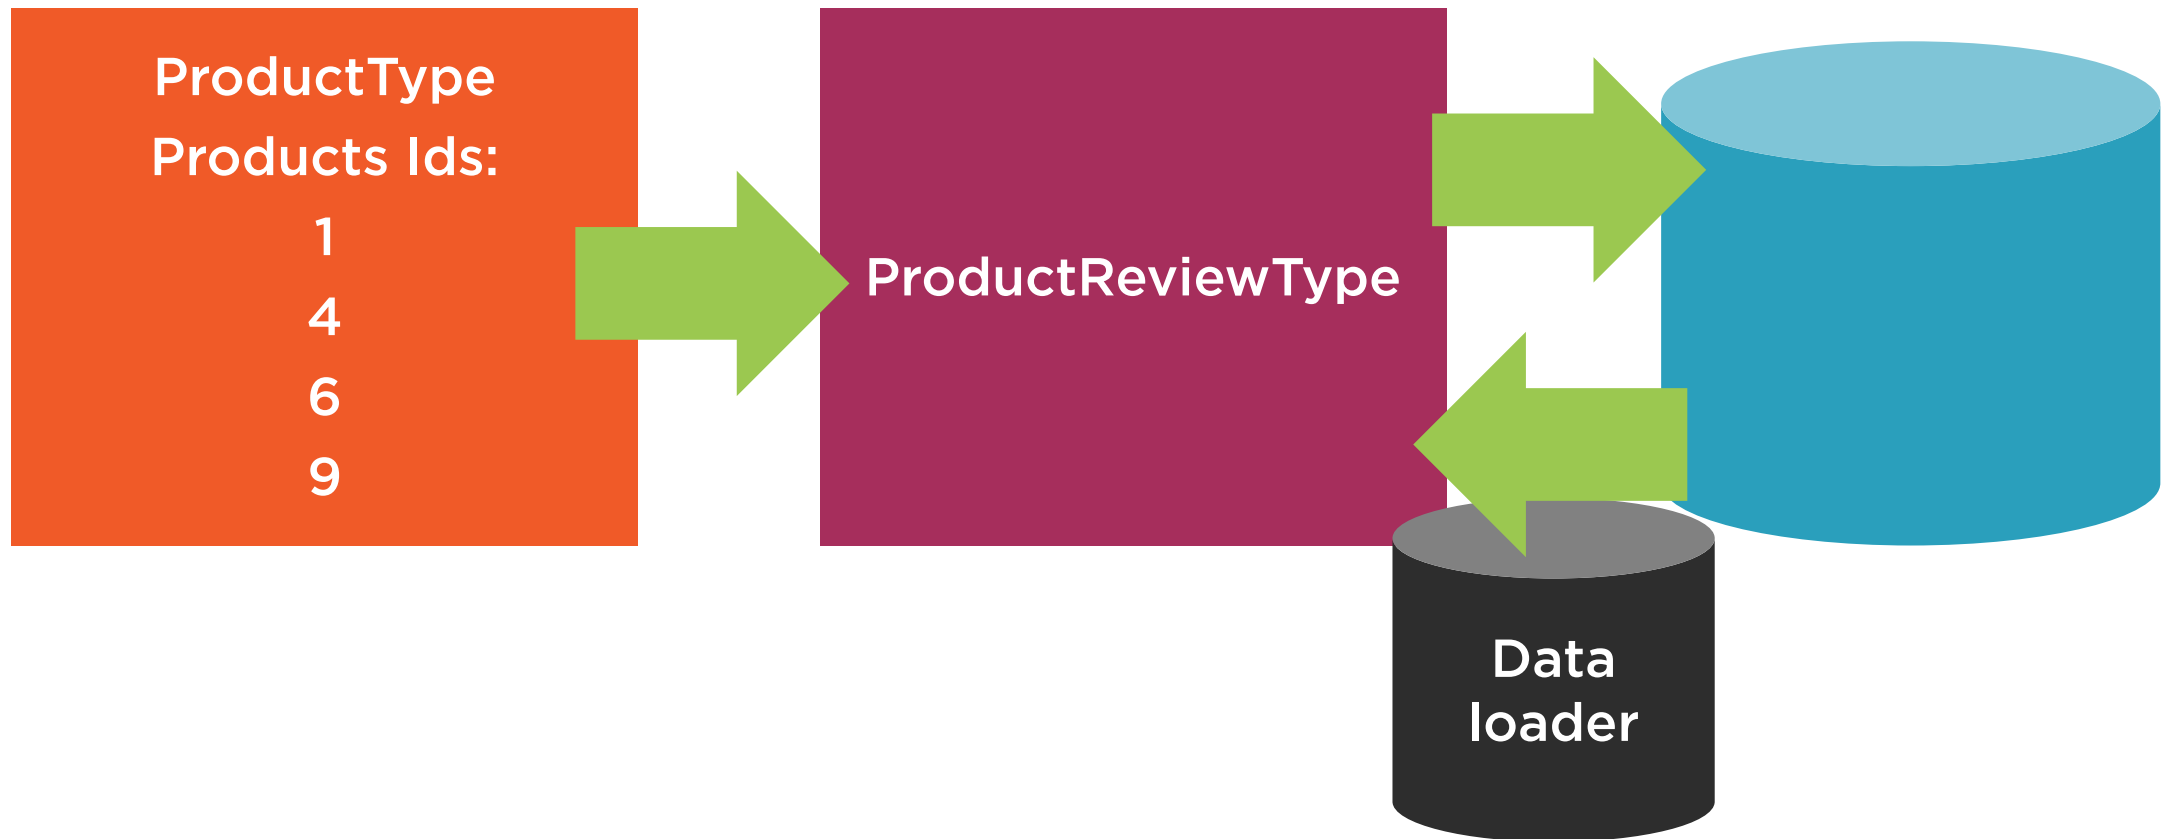 ProductType
Products Ids:
1
4
6
9
ProductReviewType
Data
loader